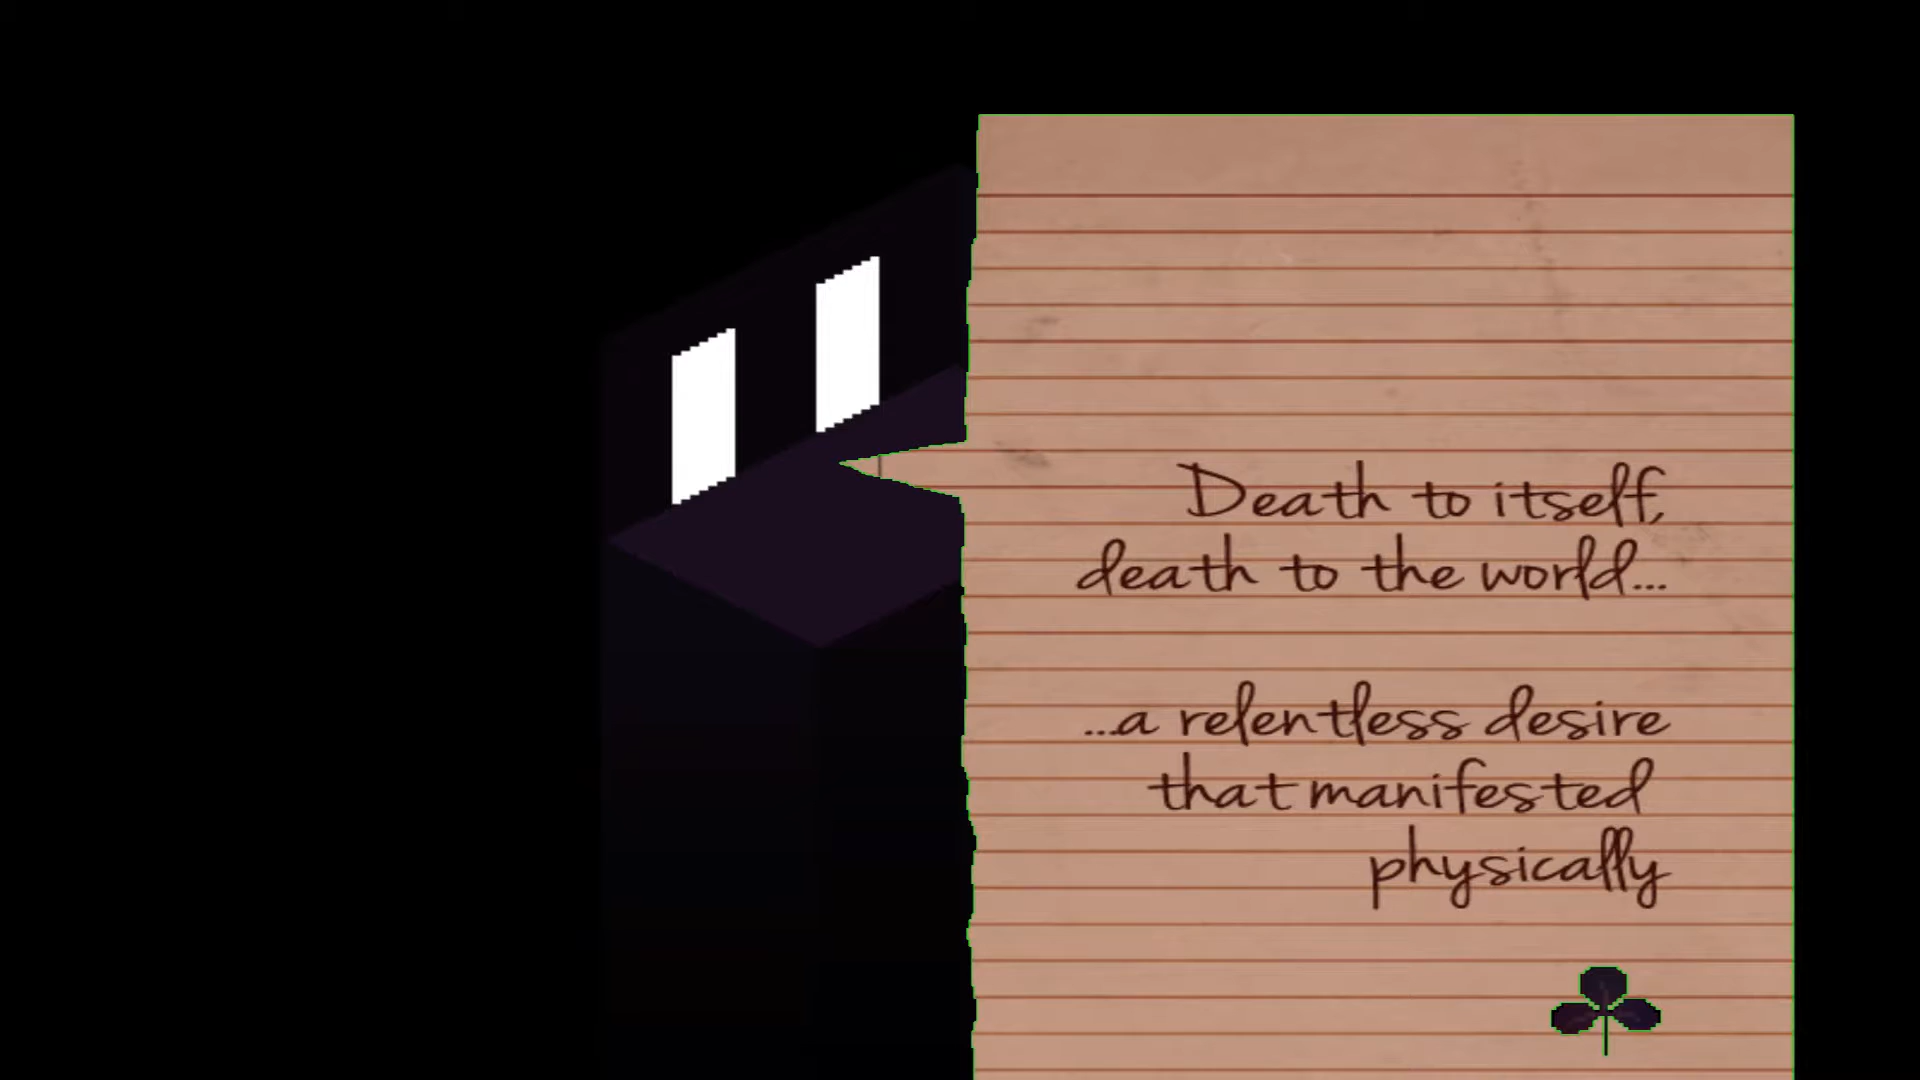 Death to itself,
death to the world...
...a relentless desire
that manifested
physically